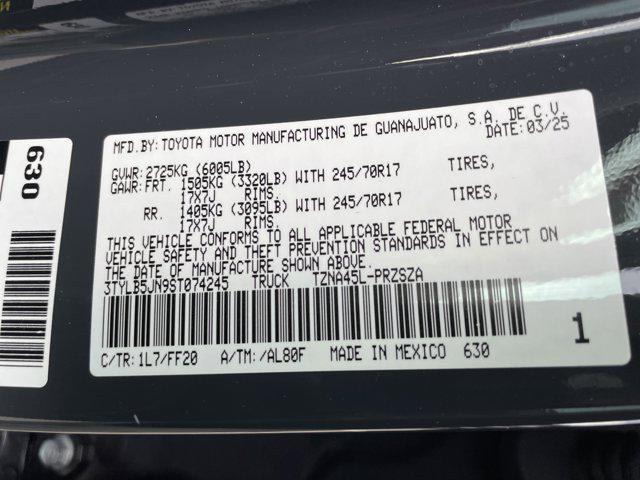 630
MFD.BY:TOYOTA MOTOR MANUFACTURING DE GUANAJUATO, S.A. DE C.V.
DATE:03/25
GVWR:2725KG (6005LB)
GAWR:FRT. 1505KG (3320LB) WITH 245/70R17 TIRES,
17X7J RIMS.
RR. 1405KG (3095LB) WITH 245/70R17 TIRES,
17X7J RIMS.
THIS VEHICLE CONFORMS TO ALL APPLICABLE FEDERAL MOTOR
VEHICLE SAFETY AND THEFT PREVENTION STANDARDS IN EFFECT ON
THE DATE OF MANUFACTURE SHOWN ABOVE.
3TYLB5JN9ST074245 TRUCK TZNA45L-PRZSZA
C/TR:1L7/FF20 A/TM:/AL80F MADE IN MEXICO 630
1